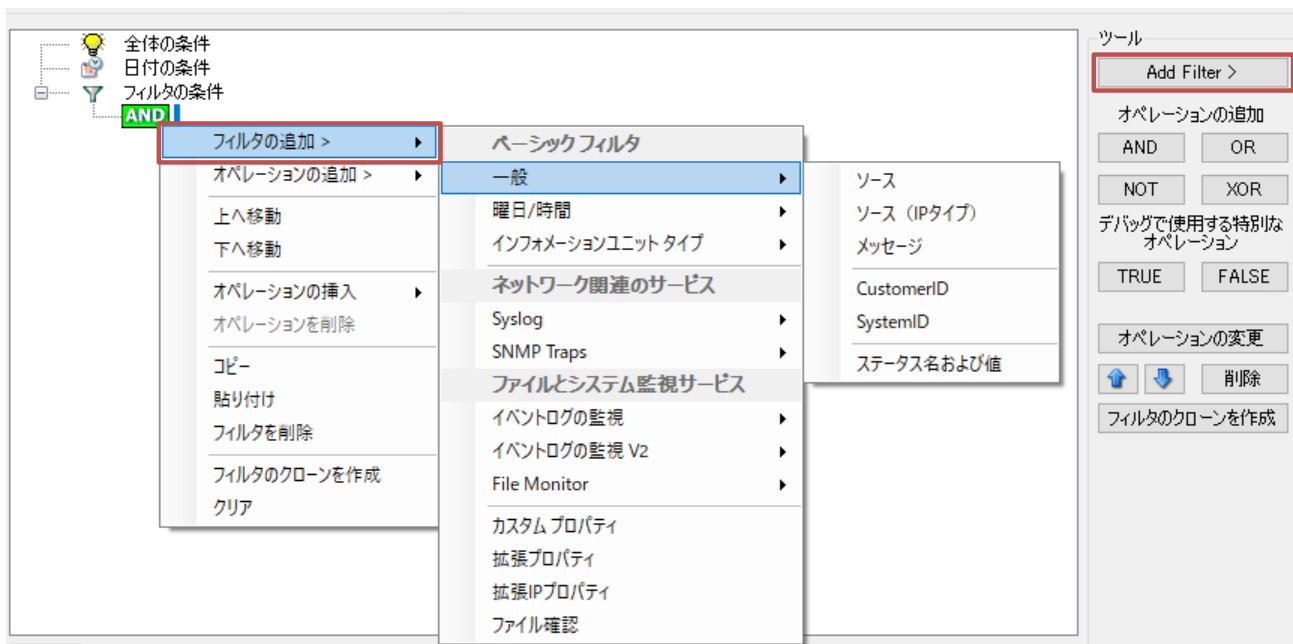 全体の条件
日付の条件
フィルタの条件
AND
フィルタの追加 >
オペレーションの追加 >
上へ移動
下へ移動
オペレーションの挿入
オペレーションを削除
コピー
貼り付け
フィルタを削除
フィルタのクローンを作成
クリア
ベーシック フィルタ
一般
曜日/時間
インフォメーションユニット タイプ
ネットワーク関連のサービス
Syslog
SNMP Traps
ファイルとシステム監視サービス
イベントログの監視
イベントログの監視 V2
File Monitor
カスタム プロパティ
拡張プロパティ
拡張IPプロパティ
ファイル確認
ソース
ソース（IPタイプ）
メッセージ
CustomerID
SystemID
ステータス名および値
ツール
Add Filter >
オペレーションの追加
AND OR
NOT XOR
デバッグで使用する特別な
オペレーション
TRUE FALSE
オペレーションの変更
削除
フィルタのクローンを作成